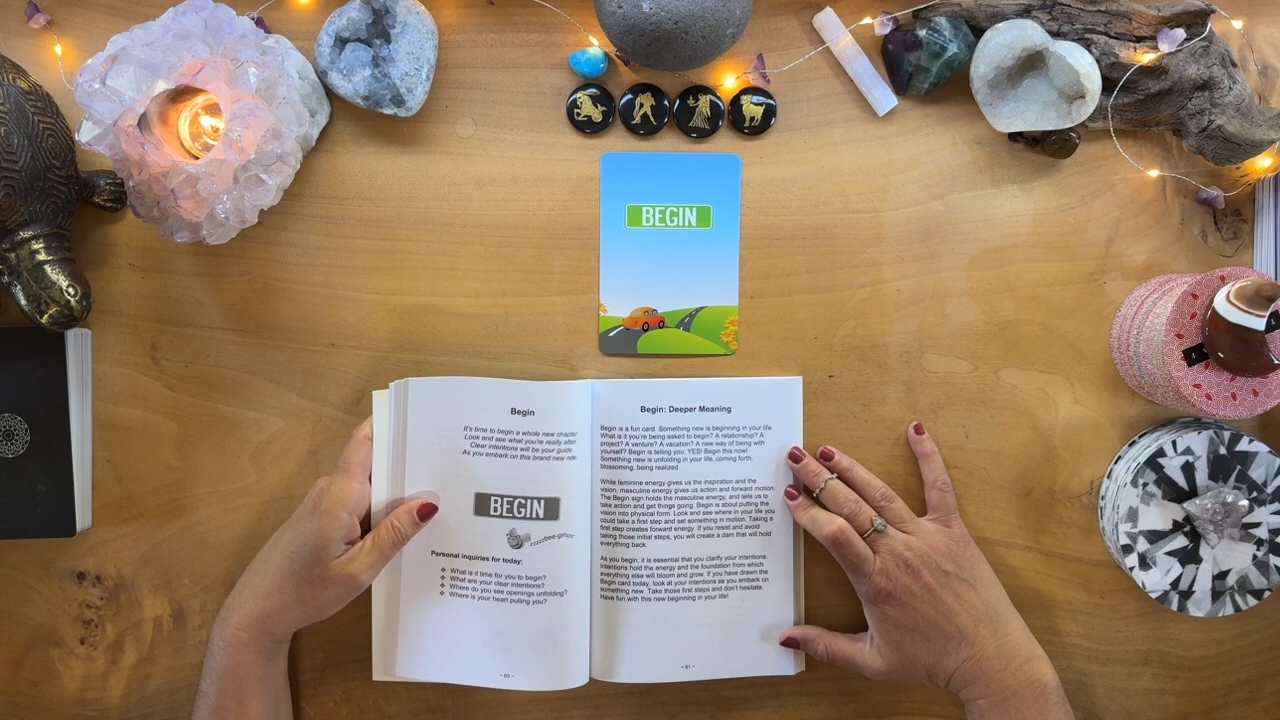 BEGIN
Begin
It's time to begin a whole new chapter
Look and see what you're really after
Clear intentions will be your guide
As you embark on this brand new ride.
BEGIN
Personal inquiries for today:
❖ What is it time for you to begin?
❖ What are your clear intentions?
❖ Where do you see openings unfolding?
❖ Where is your heart pulling you?
~ 60 ~
Begin: Deeper Meaning
Begin is a fun card. Something new is beginning in your life.
What is it you're being asked to begin? A relationship? A
project? A venture? A vacation? A new way of being with
yourself? Begin is telling you: YES! Begin this now!
Something new is unfolding in your life, coming forth,
blossoming, being realized.
While feminine energy gives us the inspiration and the
vision, masculine energy gives us action and forward motion.
The Begin sign holds the masculine energy, and tells us to
take action and get things going. Begin is about putting the
vision into physical form. Look and see where in your life you
could take a first step and set something in motion. Taking a
first step creates forward energy. If you resist and avoid
taking those initial steps, you will create a dam that will hold
everything back.
As you begin, it is essential that you clarify your intentions.
Intentions hold the energy and the foundation from which
everything else will bloom and grow. If you have drawn the
Begin card today, look at your intentions as you embark on
something new. Take those first steps and don't hesitate.
Have fun with this new beginning in your life!
~ 61 ~